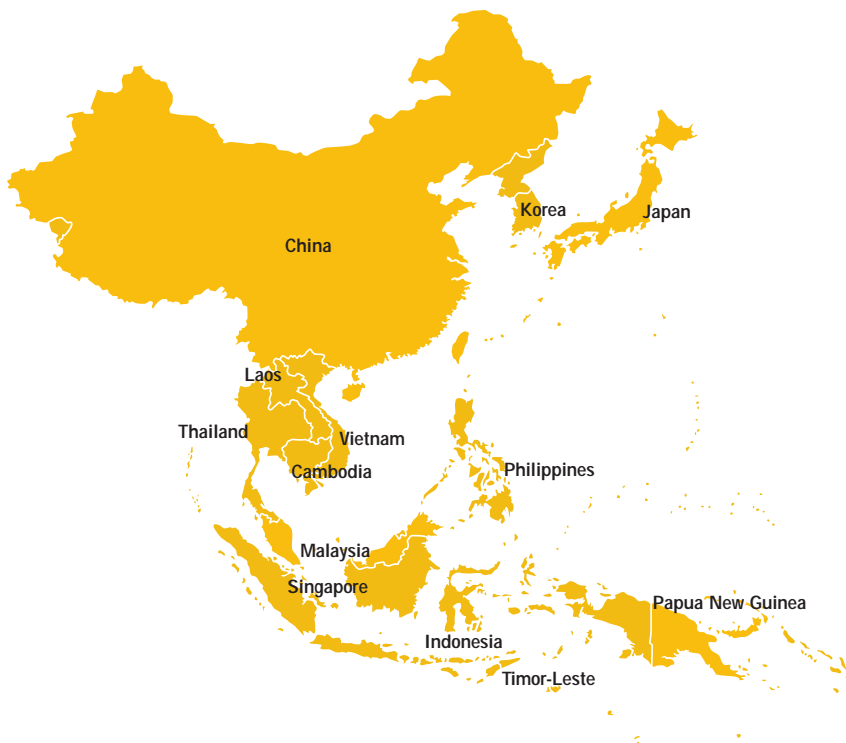 Korea
Japan
China
Laos
Thailand
Vietnam
Cambodia
Philippines
Malaysia
Singapore
Papua New Guinea
Indonesia
Timor-Leste